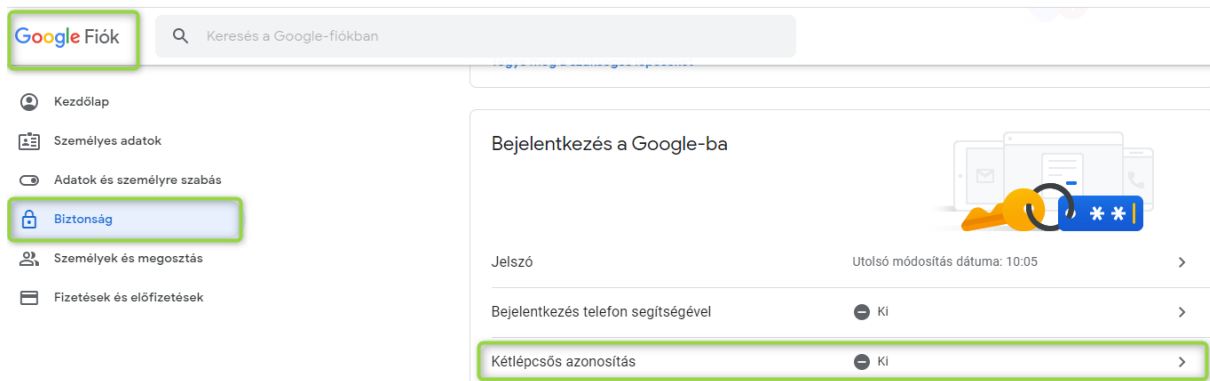 Google Fiók
Keresés a Google-fiókban
Kezdőlap
Személyes adatok
Adatok és személyre szabás
Biztonság
Személyek és megosztás
Fizetések és előfizetések
Bejelentkezés a Google-ba
**
Jelszó Utolsó módosítás dátuma: 10:05
Bejelentkezés telefon segítségével Ki
Kétlépcsős azonosítás Ki